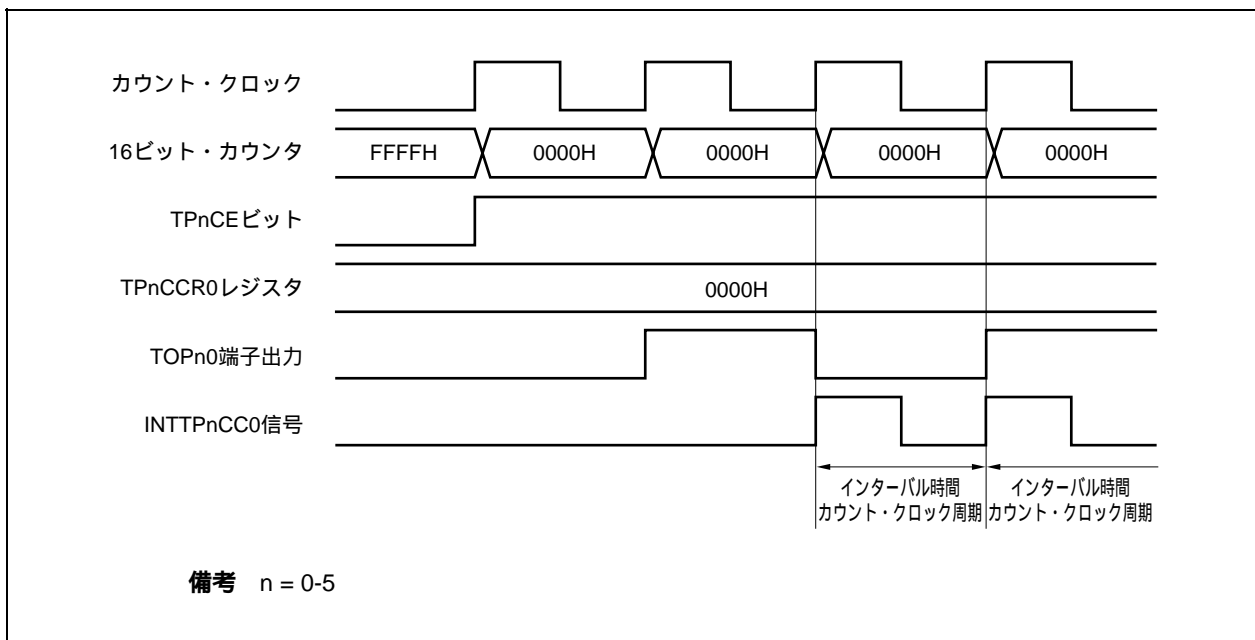 カウント・クロック
16ビット・カウンタ
FFFFH 0000H 0000H 0000H 0000H
TPnCEビット
TPnCCR0レジスタ
0000H
TOPn0端子出力
INTTPnCC0信号
インターバル時間 インターバル時間
カウント・クロック周期 カウント・クロック周期
備考 n = 0-5